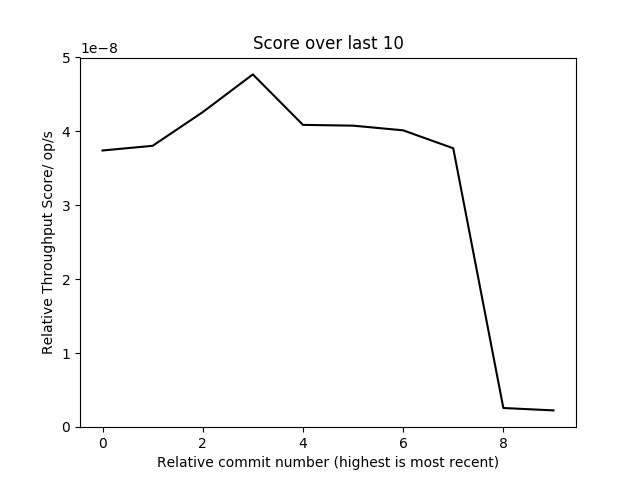 Score over last 10
1e−8
5
4
3
2
1
0
Relative Throughput Score/ op/s
0 2 4 6 8
Relative commit number (highest is most recent)